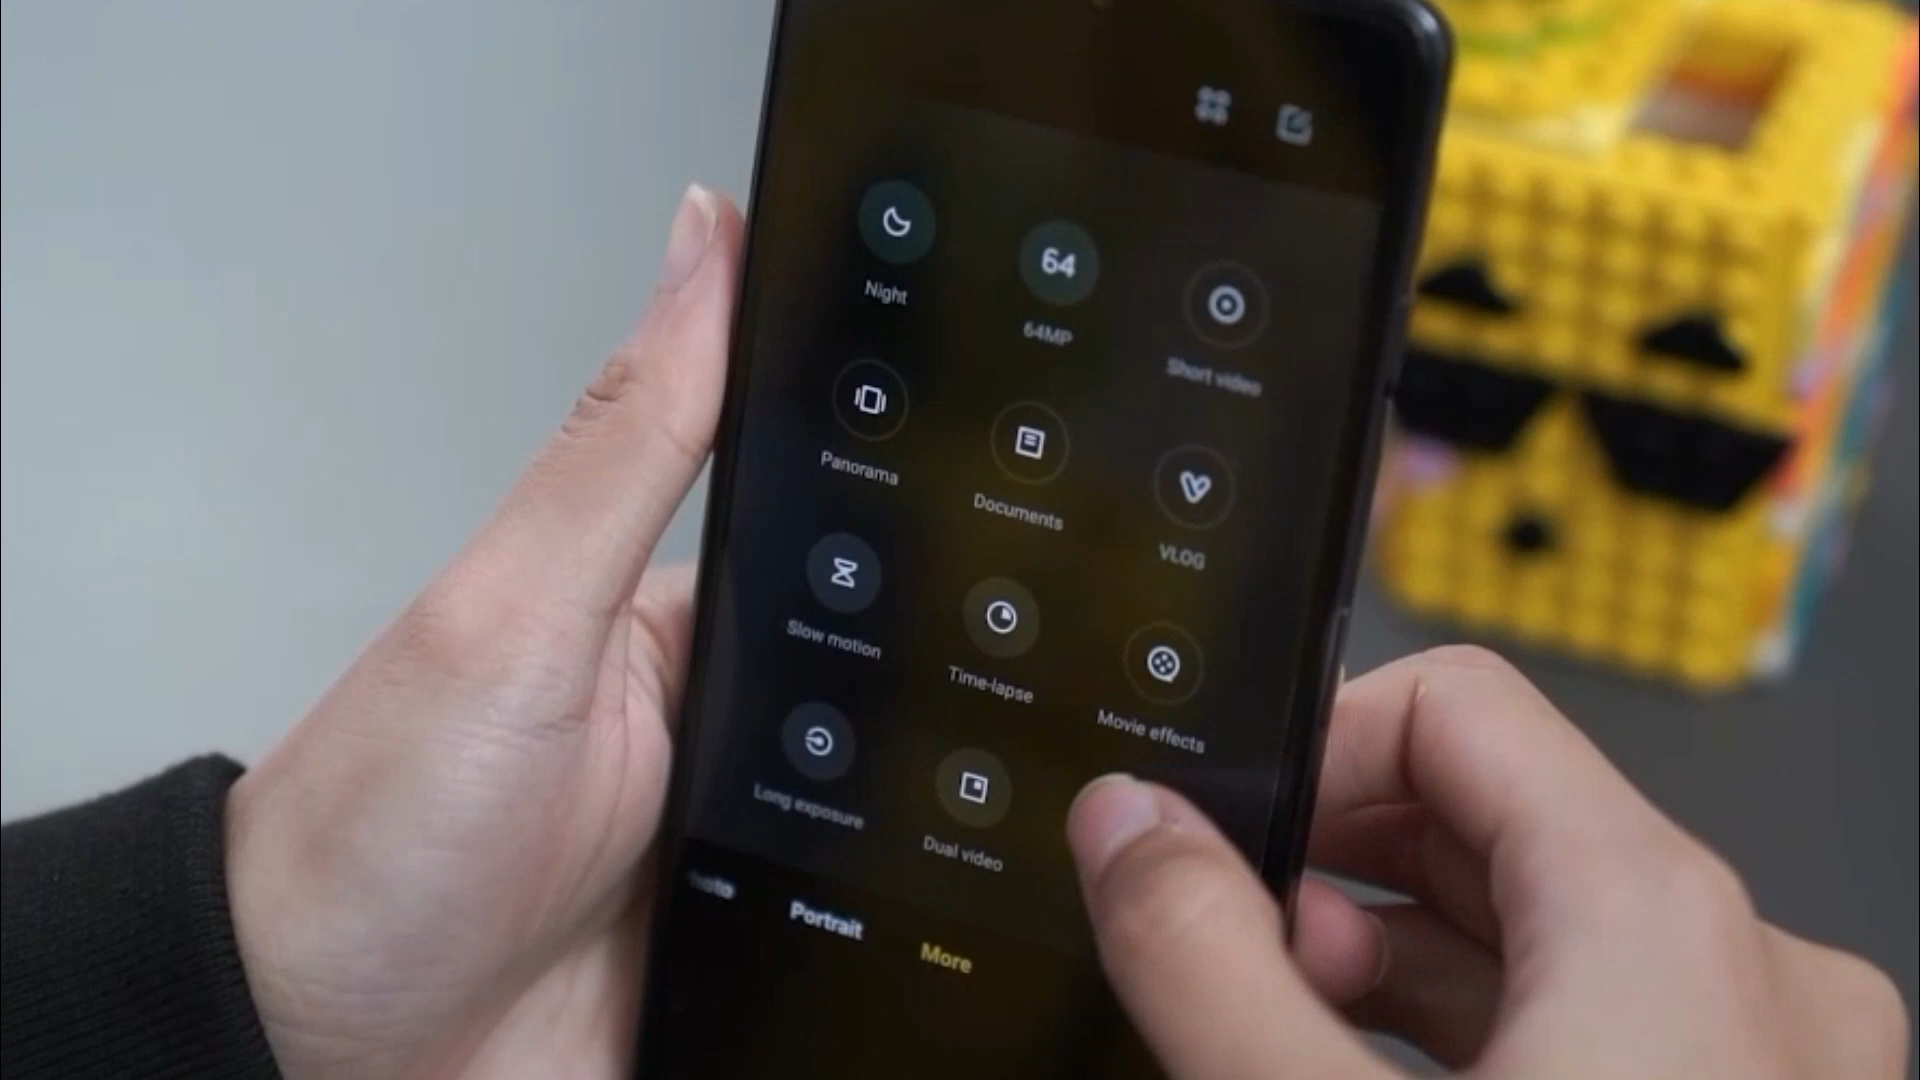 64
Night
64MP
Short video
Panorama
Documents
VLOG
Slow motion
Time-lapse
Movie effects
Long exposure
Dual video
Portrait
More